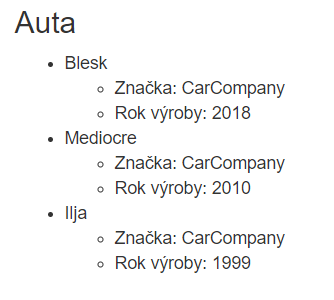 Auta
Blesk
Značka: CarCompany
Rok výroby: 2018
Mediocre
Značka: CarCompany
Rok výroby: 2010
Ilja
Značka: CarCompany
Rok výroby: 1999